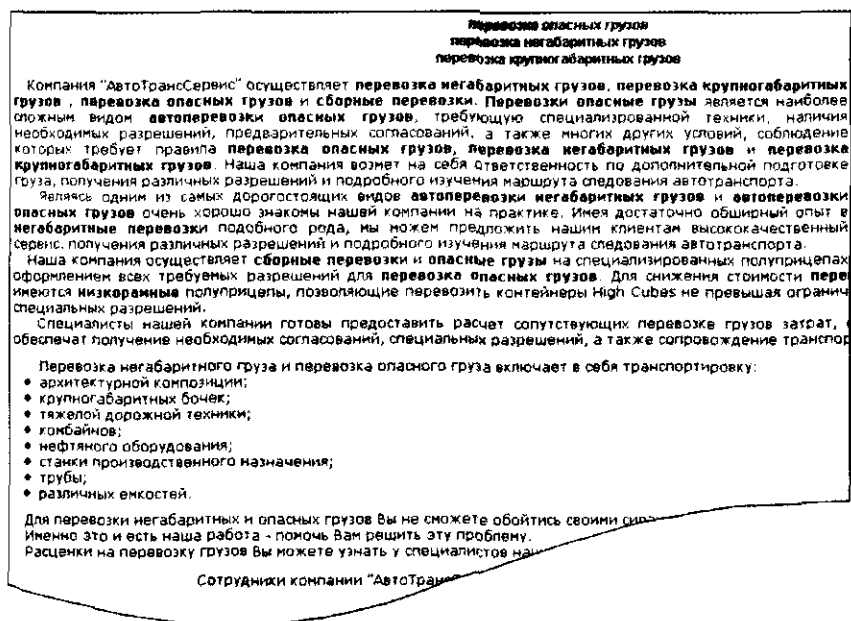 перевозка опасных грузов
перевозка негабаритных грузов
перевозка крупногабаритных грузов
Компания "АвтоТрансСервис" осуществляет перевозка негабаритных грузов, перевозка крупногабаритных
грузов , перевозка опасных грузов и сборные перевозки. Перевозки опасные грузы является наиболее
сложным видом автоперевозки опасных грузов, требующую специализированной техники, наличия
необходимых разрешений, предварительных согласований, а также многих других условий, соблюдение
которых требует правила перевозка опасных грузов, перевозка негабаритных грузов и перевозка
крупногабаритных грузов. Наша компания возмет на себя ответственность по дополнительной подготовке
груза, получения различных разрешений и подробного изучения маршрута следования автотранспорта.
Являясь одним из самых дорогостоящих видов автоперевозки негабаритных грузов и автоперевозки
опасных грузов очень хорошо знакомы нашей компании на практике. Имея достаточно обширный опыт в
негабаритные перевозки подобного рода, мы можем предложить нашим клиентам высококачественный
сервис, получения различных разрешений и подробного изучения маршрута следования автотранспорта.
Наша компания осуществляет сборные перевозки и опасные грузы на специализированных полуприцепах
оформлением всех требуемых разрешений для перевозка опасных грузов. Для снижения стоимости пере
имеются низкорамные полуприцепы, позволяющие перевозить контейнеры High Cubes не превышая огранич
специальных разрешений.
Специалисты нашей компании готовы предоставить расчет сопутствующих перевозке грузов затрат,
обеспечат получение необходимых согласований, специальных разрешений, а также сопровождение транспор
Перевозка негабаритного груза и перевозка опасного груза включает в себя транспортировку:
• архитектурной композиции;
• крупногабаритных бочек;
• тяжелой дорожной техники;
• комбайнов;
• нефтяного оборудования;
• станки производственного назначения;
• трубы;
• различных емкостей.
Для перевозки негабаритных и опасных грузов Вы не сможете обойтись своими
Именно это и есть наша работа - помочь Вам решить эту проблему.
Расценки на перевозку грузов Вы можете узнать у специалистов
Сотрудники компании "АвтоТранс